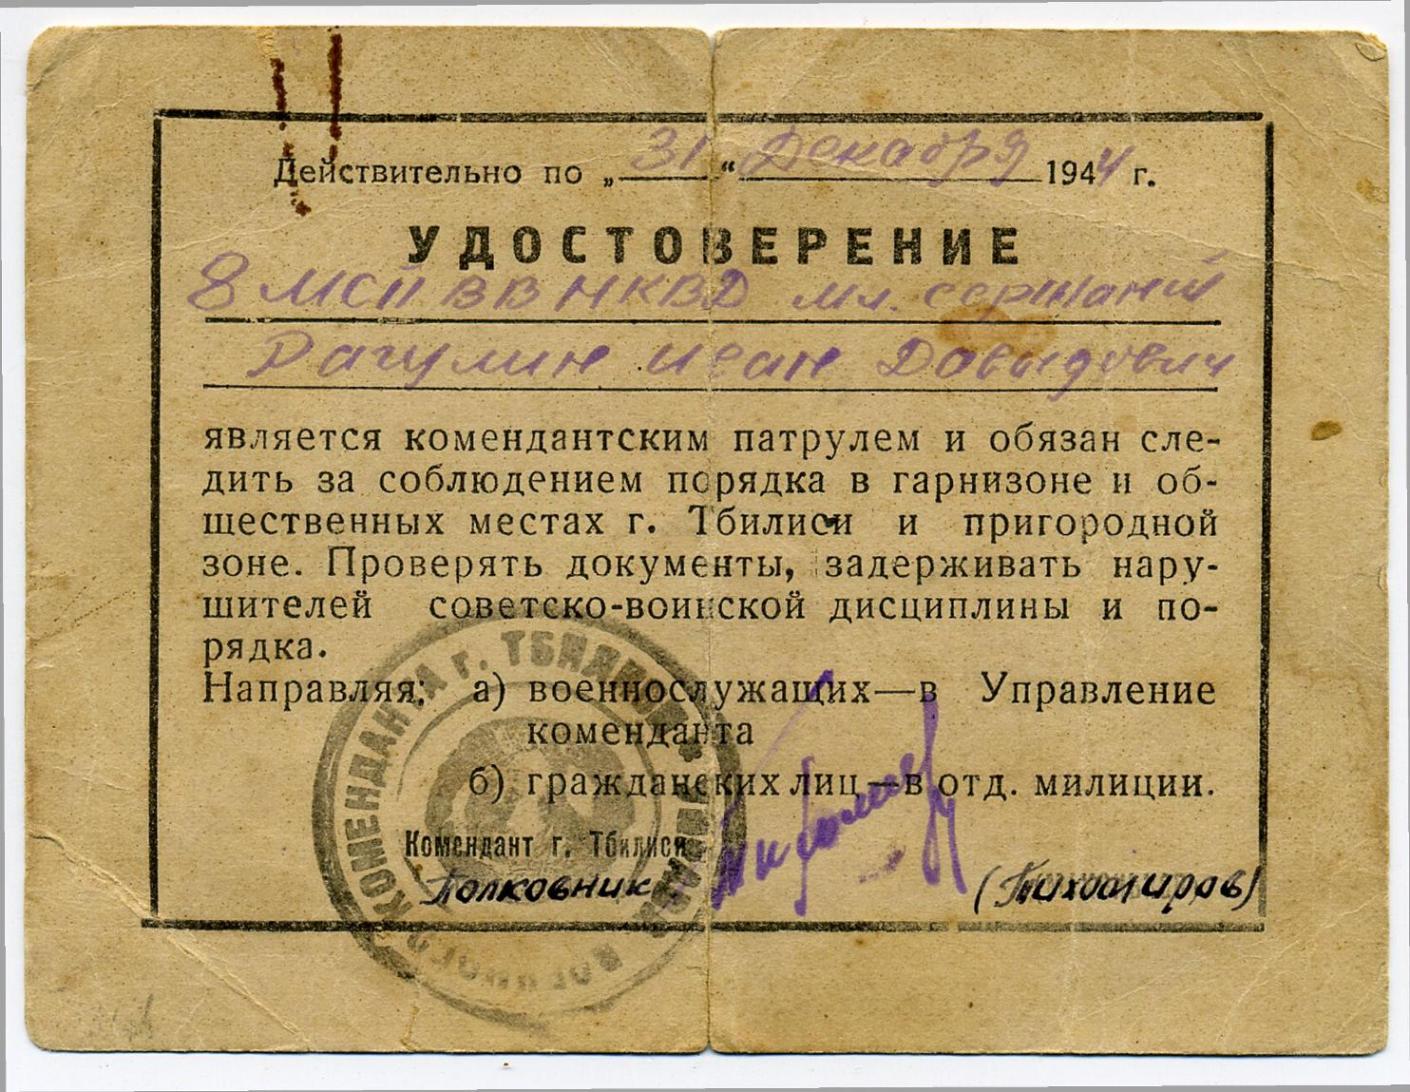 Действительно по „31“ Декабря 1944 г.
УДОСТОВЕРЕНИЕ
8 МСП ВВ НКВД мл. сержант
Рагулин Иван Давыдович
является комендантским патрулем и обязан сле-
дить за соблюдением порядка в гарнизоне и об-
щественных местах г. Тбилиси и пригородной
зоне. Проверять документы, задерживать нару-
шителей советско-воинской дисциплины и по-
рядка.
Направляя: а) военнослужащих—в Управление
коменданта
б) гражданских лиц—в отд. милиции.
Комендант г. Тбилиси
Полковник Тихомиров (Тихомиров)
КОМЕНДАНТА г. ТБИЛИСИ